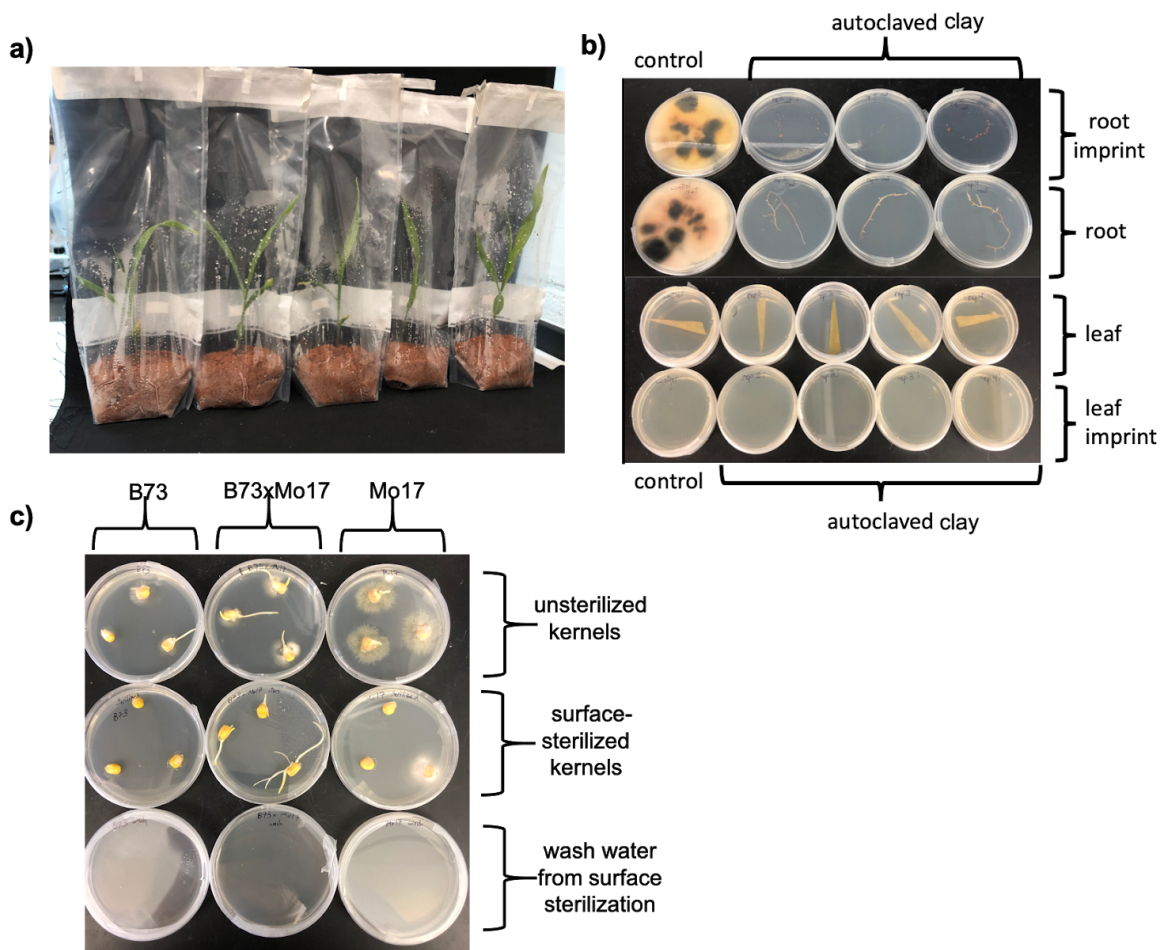 a)
b)
autoclaved clay
control
root
imprint
root
leaf
leaf
imprint
control
autoclaved clay
c)
B73
B73xMo17
Mo17
unsterilized
kernels
surface-
sterilized
kernels
wash water
from surface
sterilization
B73